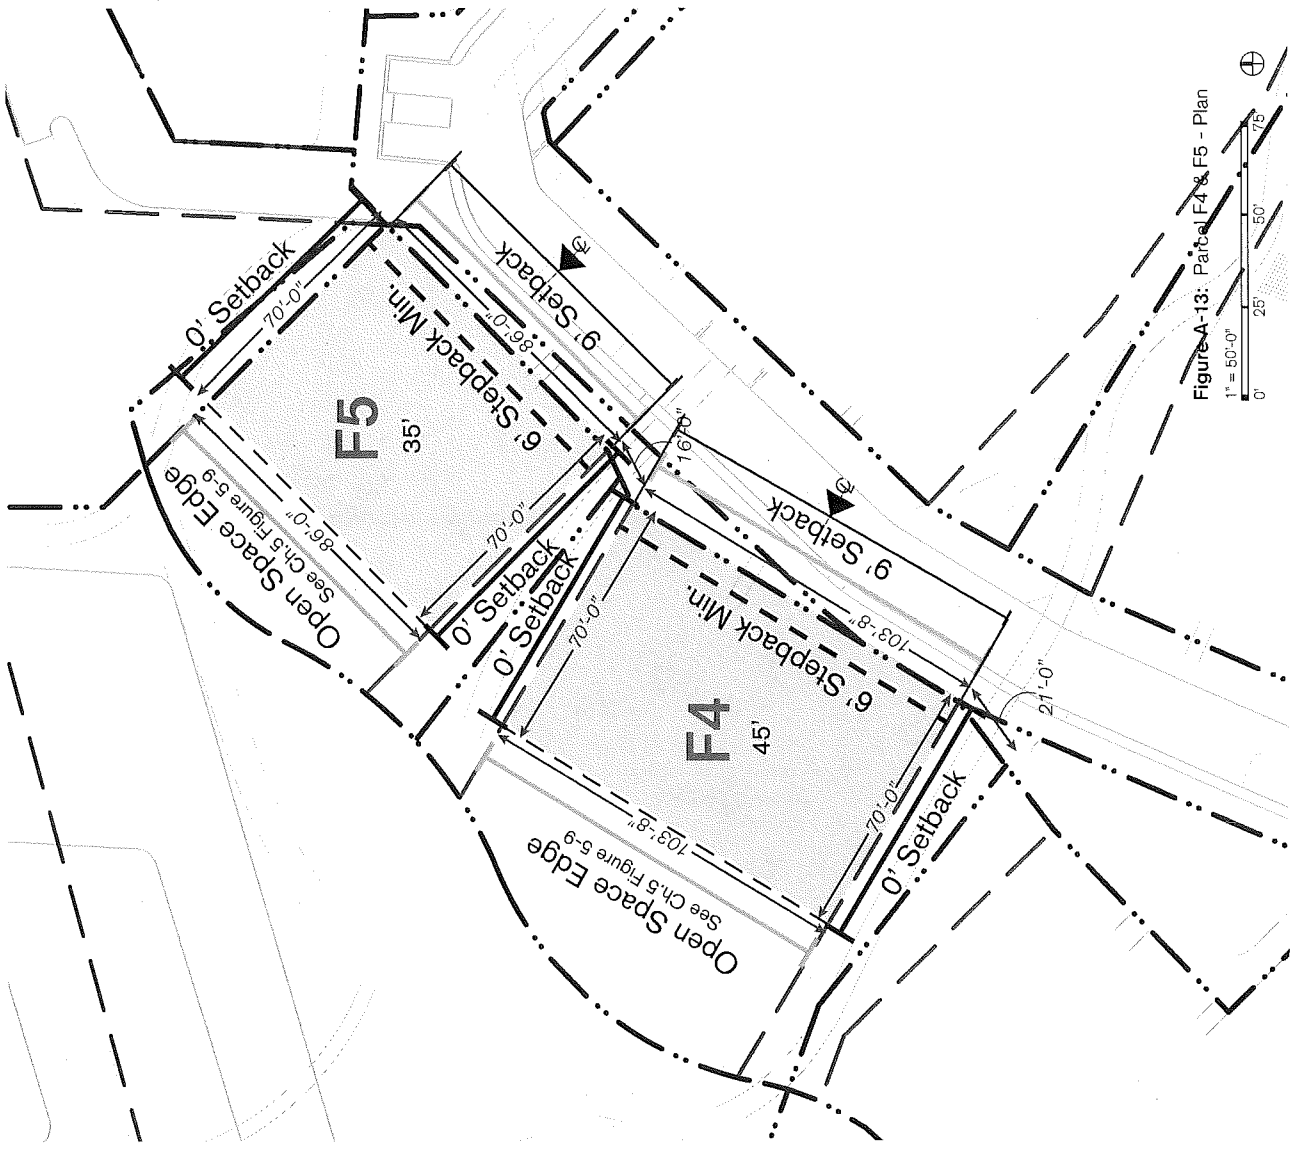 0' Setback
70'-0"
F5
35'
6' Stepback Min.
86'-0"
9' Setback
Open Space Edge
See Ch.5 Figure 5-9
86'-0"
70'-0"
0' Setback
0' Setback
16'-0"
70'-0"
F4
45'
6' Stepback Min.
103'-8"
9' Setback
Open Space Edge
See Ch.5 Figure 5-9
103'-8"
70'-0"
0' Setback
21'-0"
Figure A-13: Parcel F4 & F5 - Plan
1" = 50'-0"
0' 25' 50' 75'